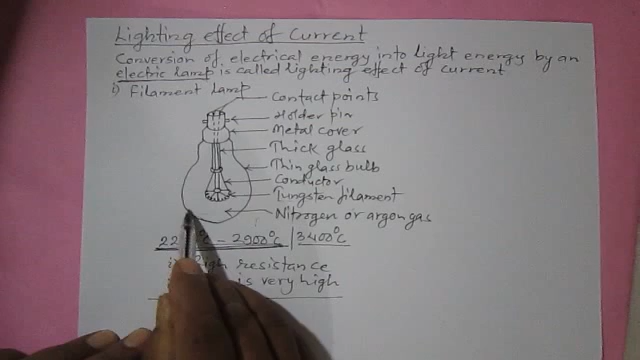 Lighting effect of Current
Conversion of electrical energy into light energy by an
electric lamp is called lighting effect of current
i) Filament Lamp
Contact points
Holder pin
Metal cover
Thick glass
Thin glass bulb
Conductor
Tungsten filament
Nitrogen or argon gas
22 °C - 2900°C | 3400°C
i) High resistance
is very high